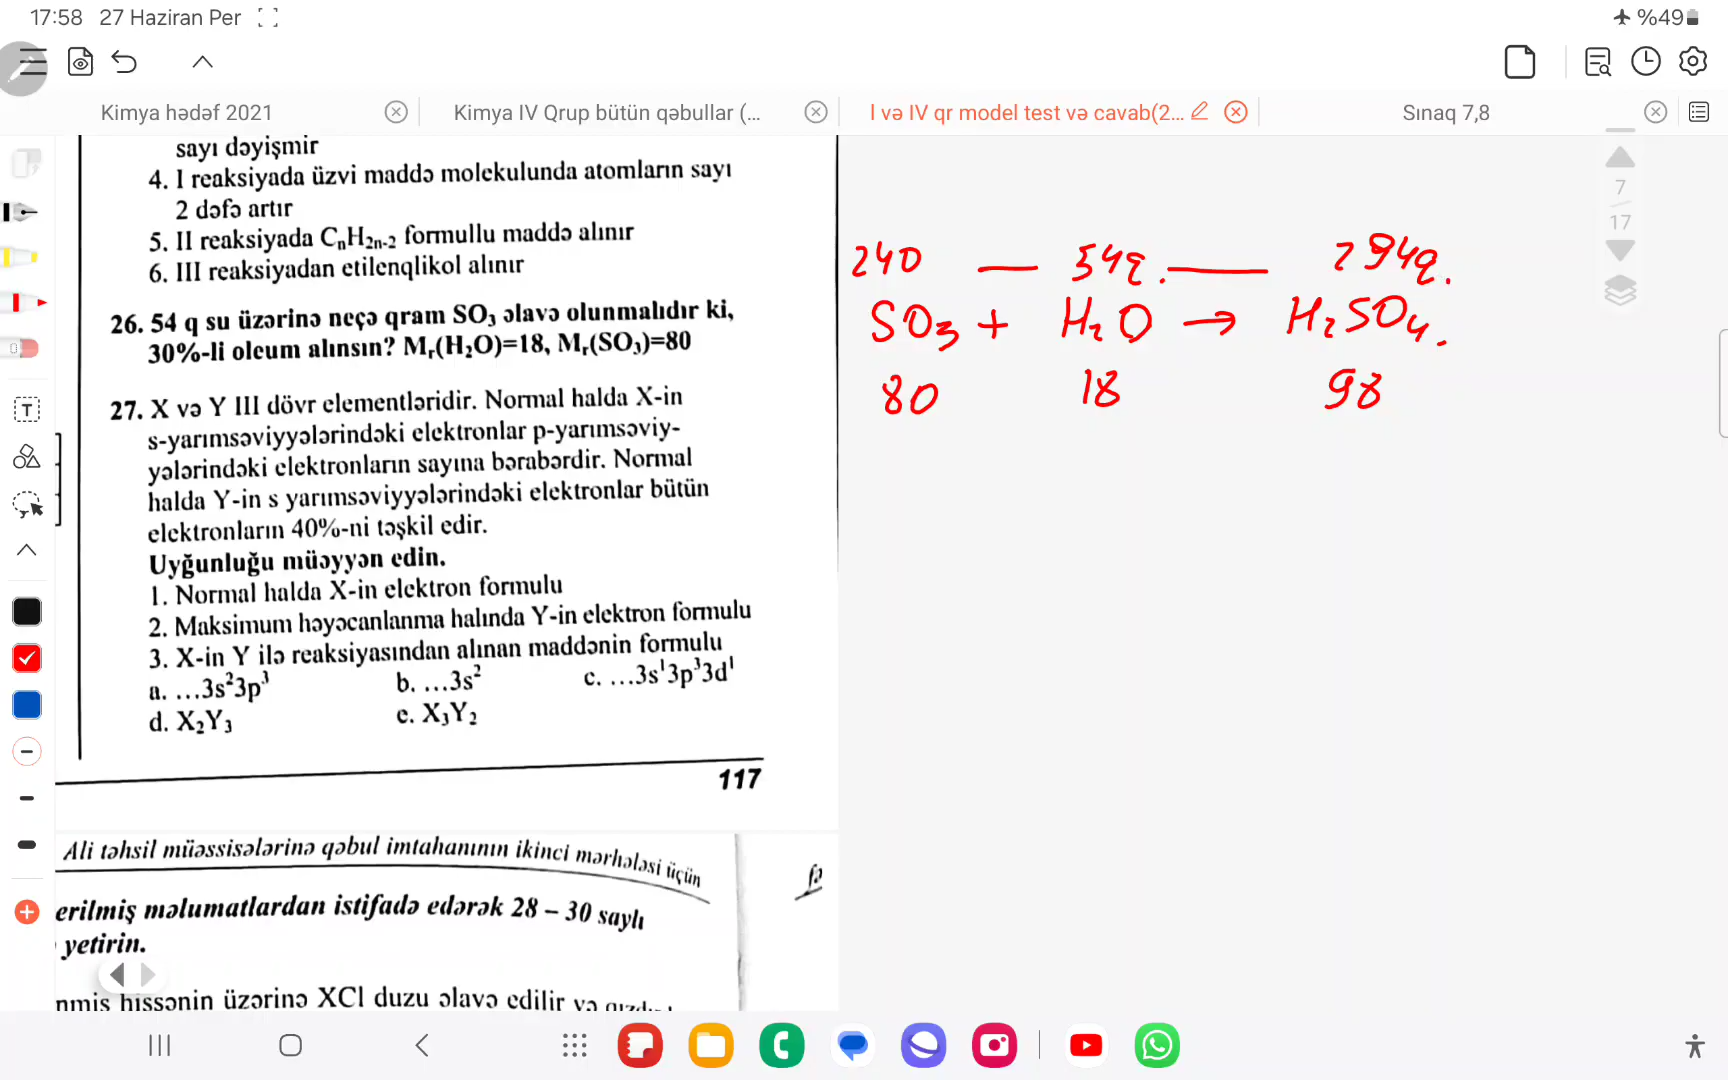 17:58 27 Haziran Per %49
Kimya hədəf 2021
Kimya IV Qrup bütün qəbullar (...
I və IV qr model test və cavab(2...
Sınaq 7,8
sayı dəyişmir
4. I reaksiyada üzvi maddə molekulunda atomların sayı
2 dəfə artır
5. II reaksiyada CnH2n-2 formullu maddə alınır
6. III reaksiyadan etilenqlikol alınır
26. 54 q su üzərinə neçə qram SO3 əlavə olunmalıdır ki,
30%-li oleum alınsın? Mr(H2O)=18, Mr(SO3)=80
27. X və Y III dövr elementləridir. Normal halda X-in
s-yarımsəviyyələrindəki elektronlar p-yarımsəviy-
yələrindəki elektronların sayına bərabərdir. Normal
halda Y-in s yarımsəviyyələrindəki elektronlar bütün
elektronların 40%-ni təşkil edir.
Uyğunluğu müəyyən edin.
1. Normal halda X-in elektron formulu
2. Maksimum həyəcanlanma halında Y-in elektron formulu
3. X-in Y ilə reaksiyasından alınan maddənin formulu
a. ...3s²3p³ b. ...3s² c. ...3s¹3p³3d¹
d. X2Y3 e. X3Y2
117
Ali təhsil müəssisələrinə qəbul imtahanının ikinci mərhələsi üçün
erilmiş məlumatlardan istifadə edərək 28 – 30 saylı
yetirin.
nmiş hissənin üzərinə XCl duzu əlavə edilir və
240 — 54q. — 294q.
SO3 + H2O → H2SO4.
80 18 98
7
17